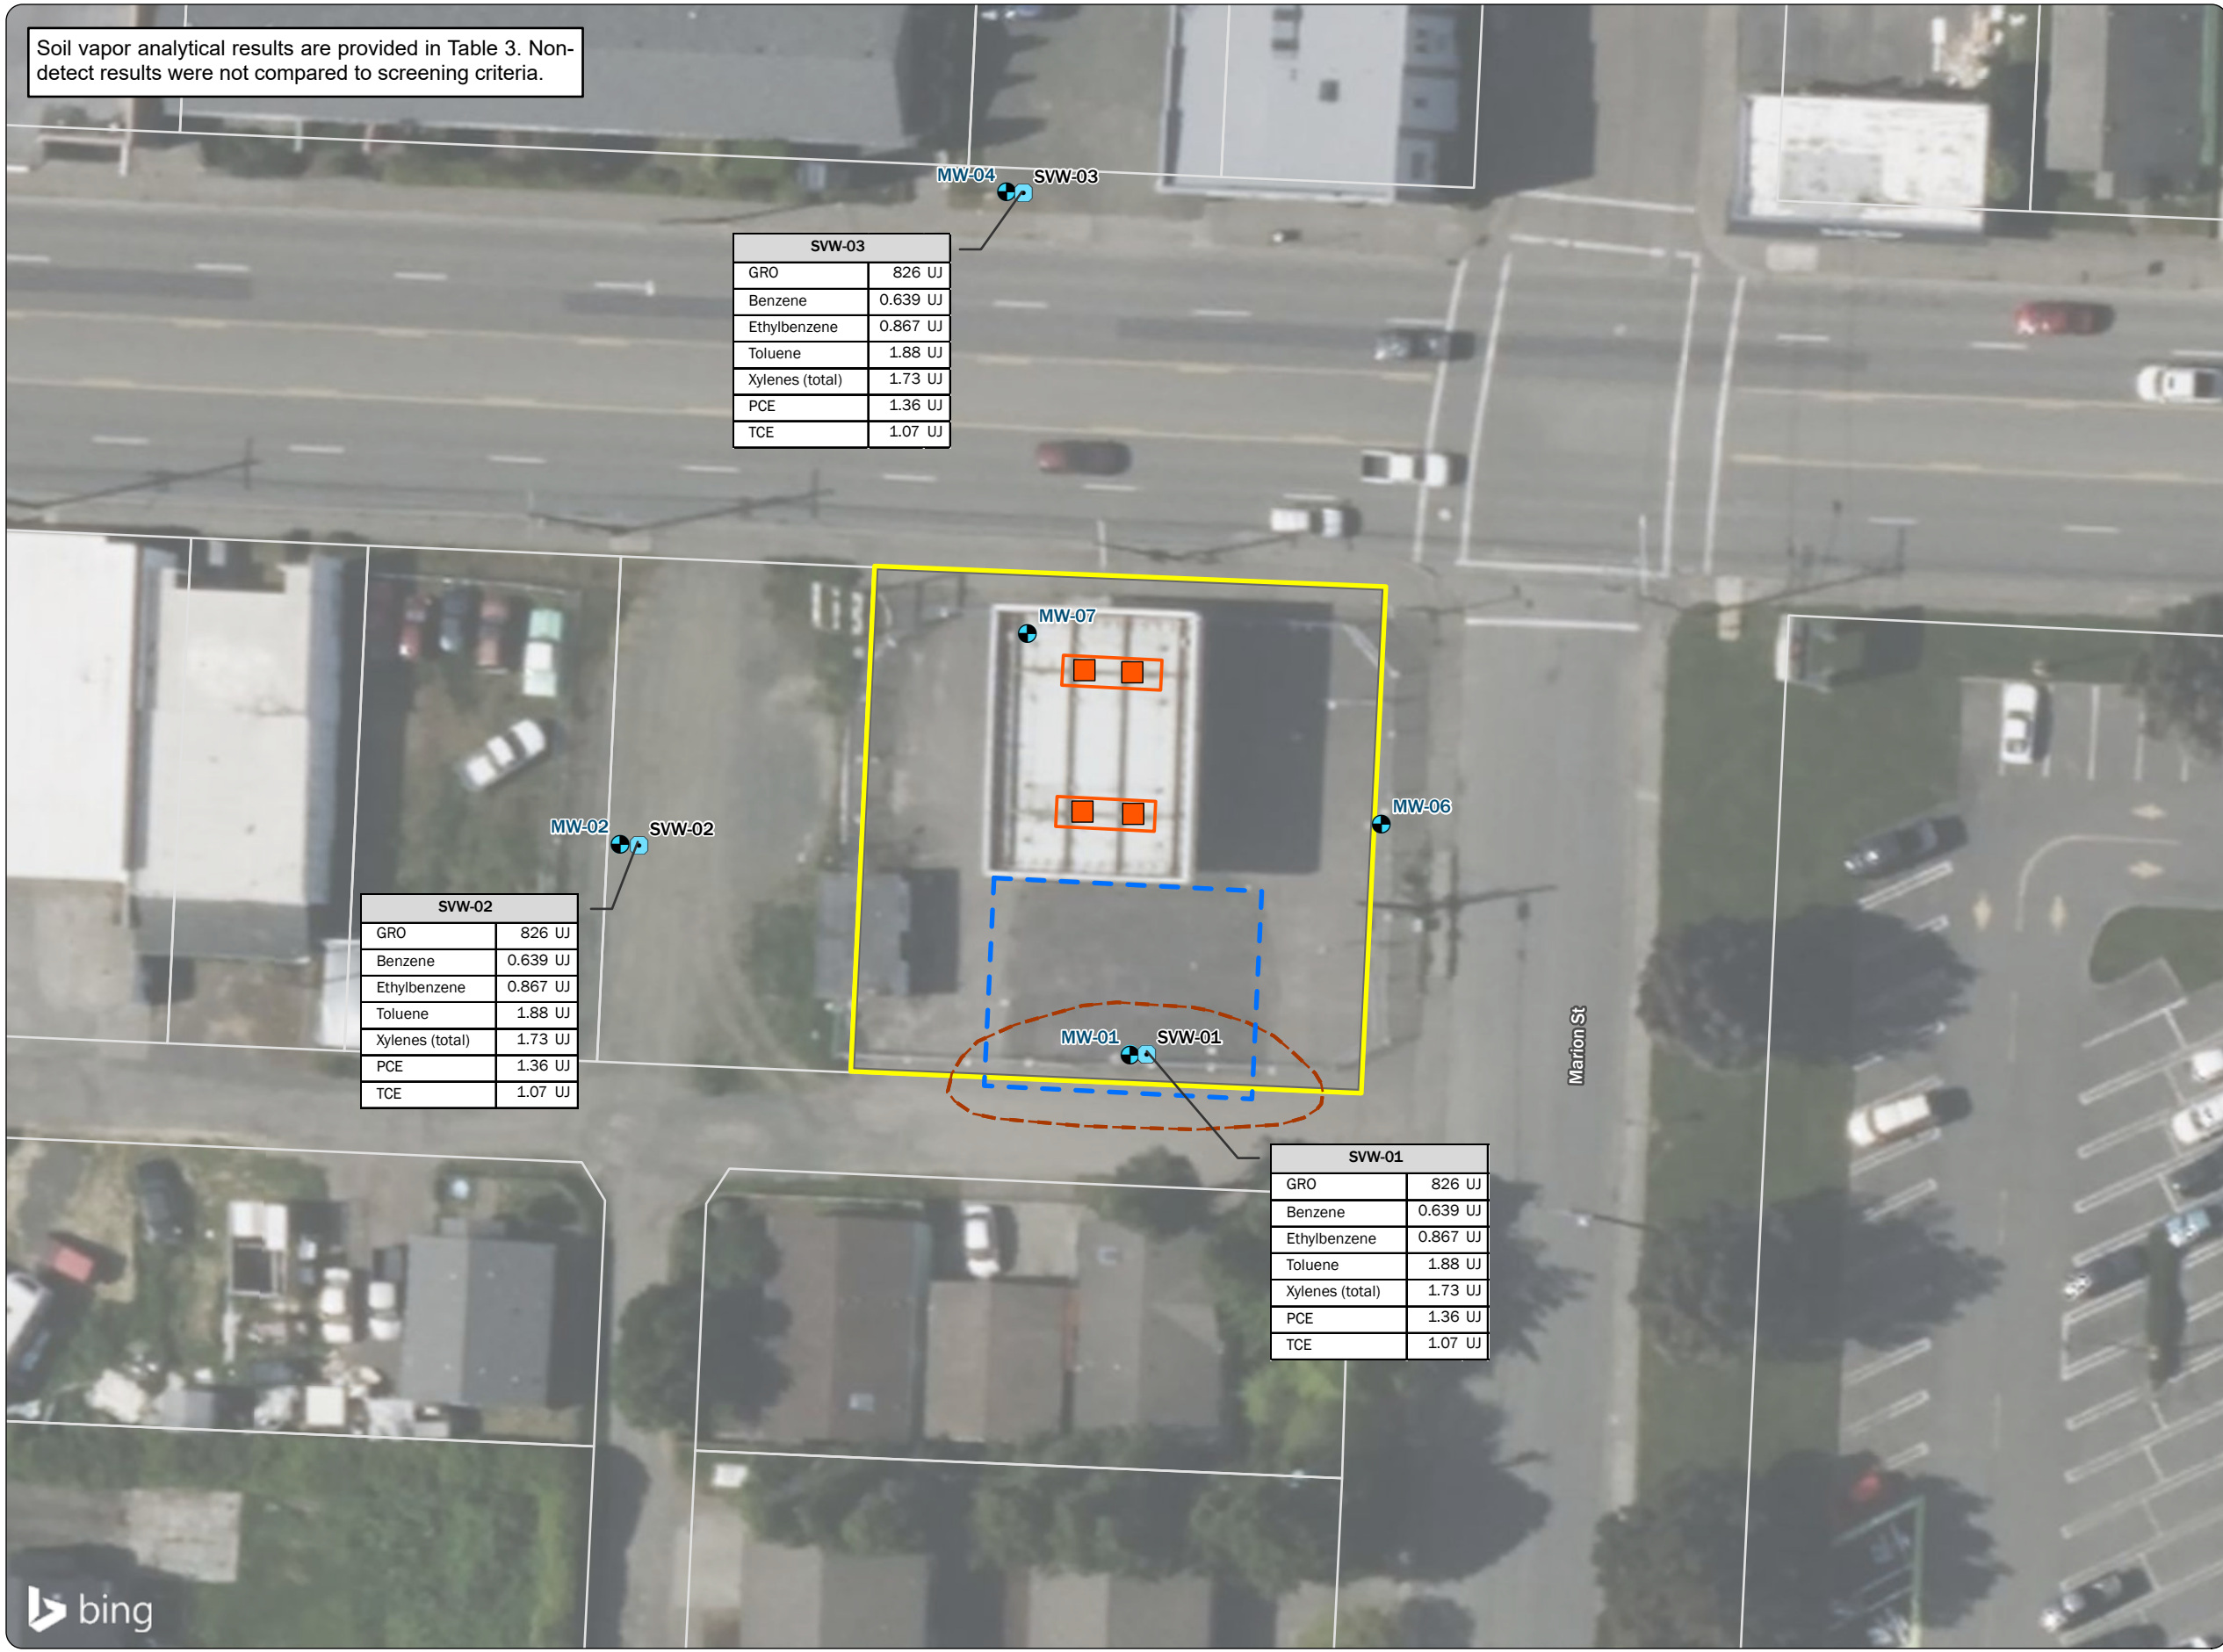 Soil vapor analytical results are provided in Table 3. Non-
detect results were not compared to screening criteria.
MW-04 SVW-03
SVW-03
GRO 826 UJ
Benzene 0.639 UJ
Ethylbenzene 0.867 UJ
Toluene 1.88 UJ
Xylenes (total) 1.73 UJ
PCE 1.36 UJ
TCE 1.07 UJ
MW-07
MW-06
MW-02 SVW-02
SVW-02
GRO 826 UJ
Benzene 0.639 UJ
Ethylbenzene 0.867 UJ
Toluene 1.88 UJ
Xylenes (total) 1.73 UJ
PCE 1.36 UJ
TCE 1.07 UJ
MW-01 SVW-01
Marion St
SVW-01
GRO 826 UJ
Benzene 0.639 UJ
Ethylbenzene 0.867 UJ
Toluene 1.88 UJ
Xylenes (total) 1.73 UJ
PCE 1.36 UJ
TCE 1.07 UJ
bing